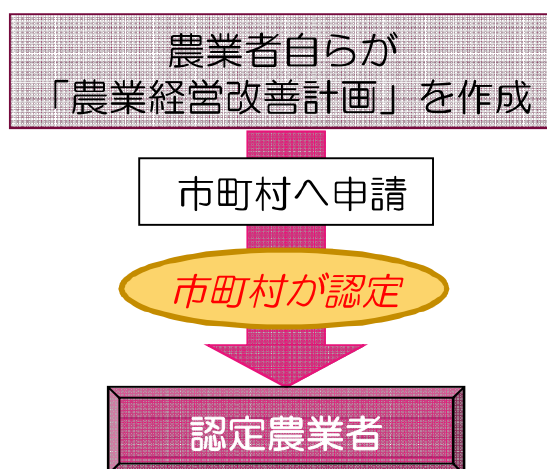 農業者自らが
「農業経営改善計画」を作成
市町村へ申請
市町村が認定
認定農業者